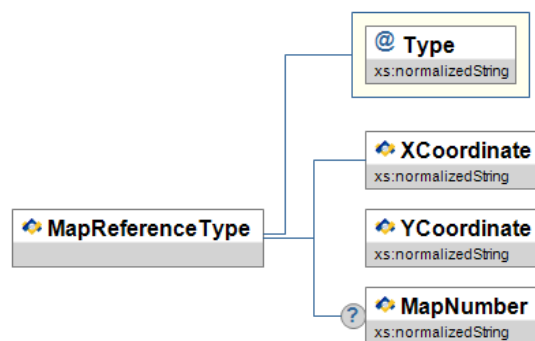 @ Type
xs:normalizedString
XCoordinate
xs:normalizedString
MapReferenceType
YCoordinate
xs:normalizedString
? MapNumber
xs:normalizedString